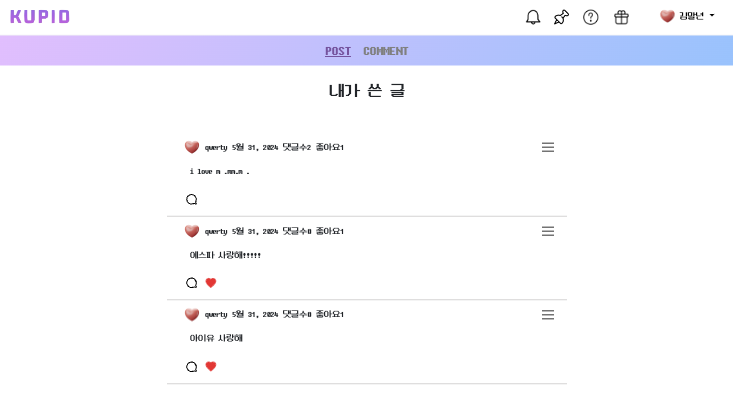 KUPID
김말년
POST COMMENT
내가 쓴 글
qwerty 5월 31, 2024 댓글수2 좋아요1
i love m .mm.m .
qwerty 5월 31, 2024 댓글수0 좋아요1
에스파 사랑해!!!!!
qwerty 5월 31, 2024 댓글수0 좋아요1
아이유 사랑해